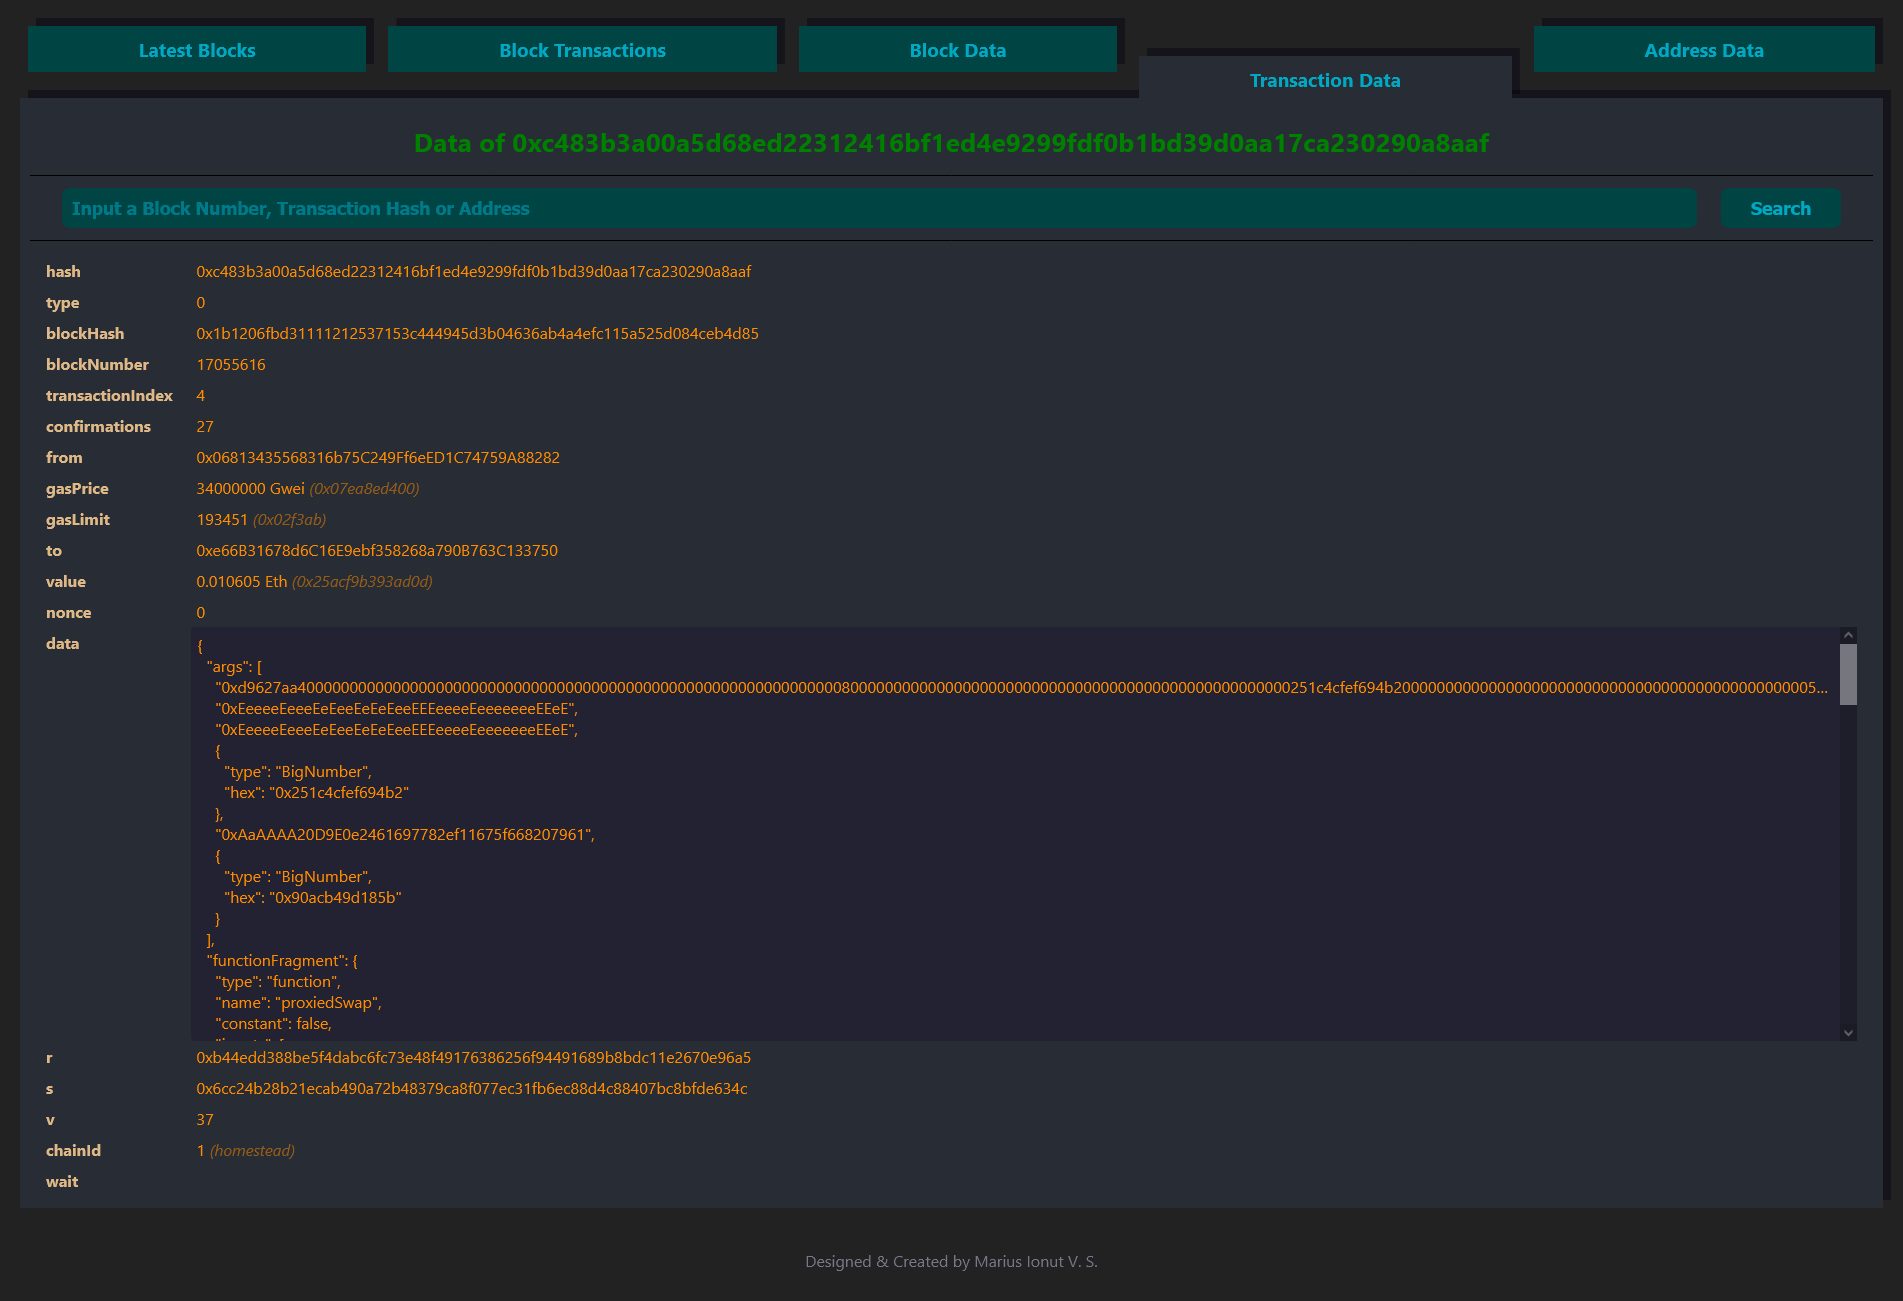 Latest Blocks
Block Transactions
Block Data
Transaction Data
Address Data
Data of 0xc483b3a00a5d68ed22312416bf1ed4e9299fdf0b1bd39d0aa17ca230290a8aaf
Input a Block Number, Transaction Hash or Address
Search
hash 0xc483b3a00a5d68ed22312416bf1ed4e9299fdf0b1bd39d0aa17ca230290a8aaf
type 0
blockHash 0x1b1206fbd31111212537153c444945d3b04636ab4a4efc115a525d084ceb4d85
blockNumber 17055616
transactionIndex 4
confirmations 27
from 0x06813435568316b75C249Ff6eED1C74759A88282
gasPrice 34000000 Gwei (0x07ea8ed400)
gasLimit 193451 (0x02f3ab)
to 0xe66B31678d6C16E9ebf358268a790B763C133750
value 0.010605 Eth (0x25acf9b393ad0d)
nonce 0
data {
"args": [
"0xd9627aa4000000000000000000000000000000000000000000000000000000000000008000000000000000000000000000000000000000000000000000251c4cfef694b2000000000000000000000000000000000000000000000005...
"0xEeeeeEeeeEeEeeEeEeEeeEEEeeeeEeeeeeeeEEeE",
"0xEeeeeEeeeEeEeeEeEeEeeEEEeeeeEeeeeeeeEEeE",
{
"type": "BigNumber",
"hex": "0x251c4cfef694b2"
},
"0xAaAAAA20D9E0e2461697782ef11675f668207961",
{
"type": "BigNumber",
"hex": "0x90acb49d185b"
}
],
"functionFragment": {
"type": "function",
"name": "proxiedSwap",
"constant": false,
r 0xb44edd388be5f4dabc6fc73e48f49176386256f94491689b8bdc11e2670e96a5
s 0x6cc24b28b21ecab490a72b48379ca8f077ec31fb6ec88d4c88407bc8bfde634c
v 37
chainId 1 (homestead)
wait
Designed & Created by Marius Ionut V. S.